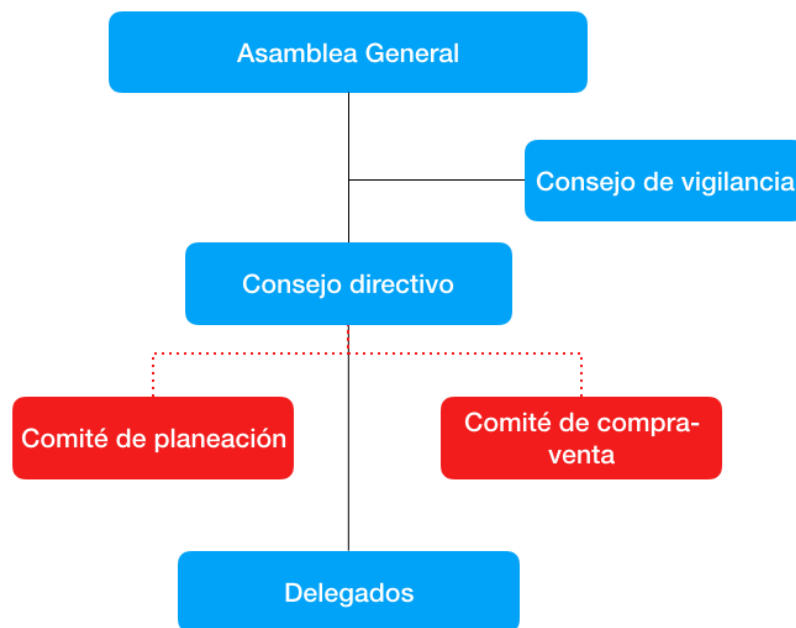 Asamblea General
Consejo de vigilancia
Consejo directivo
Comité de planeación
Comité de compra-
venta
Delegados